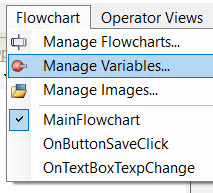 Flowchart Operator Views
Manage Flowcharts...
Manage Variables...
Manage Images...
MainFlowchart
OnButtonSaveClick
OnTextBoxTexpChange